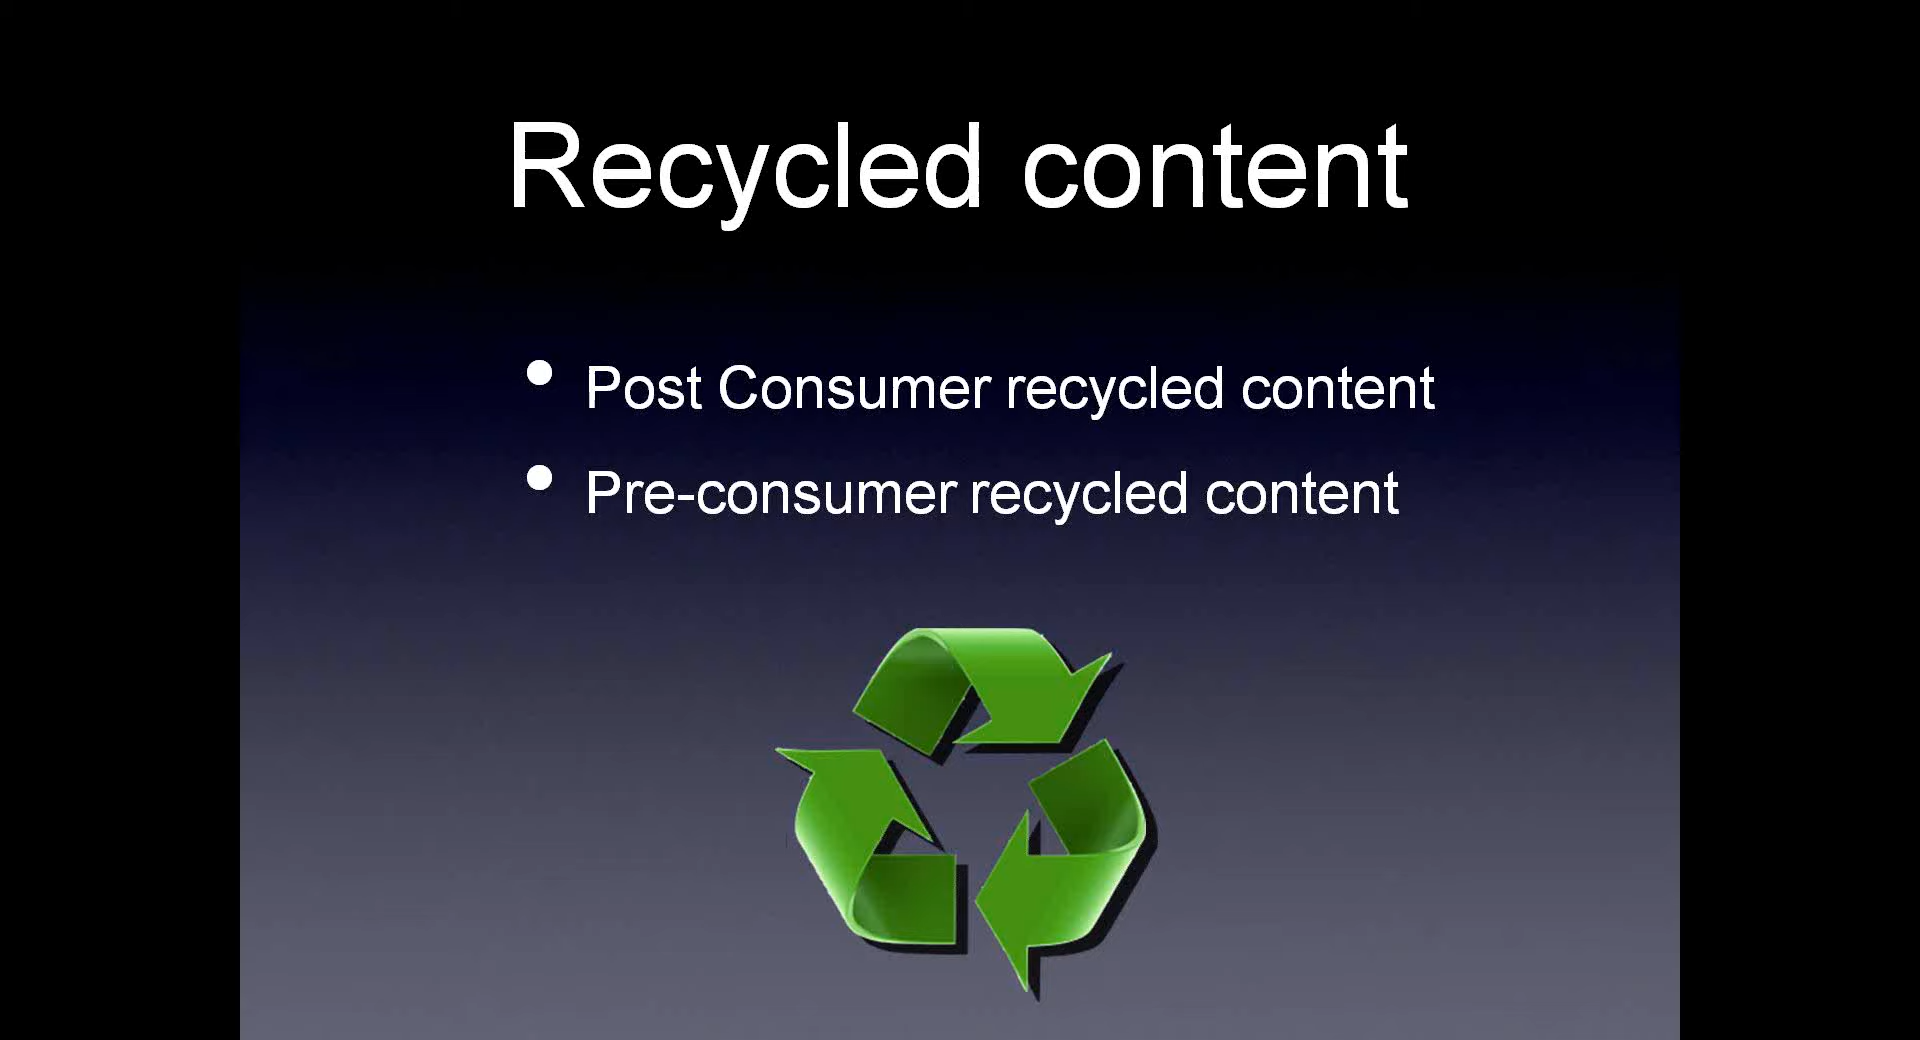 Recycled content
• Post Consumer recycled content
• Pre-consumer recycled content